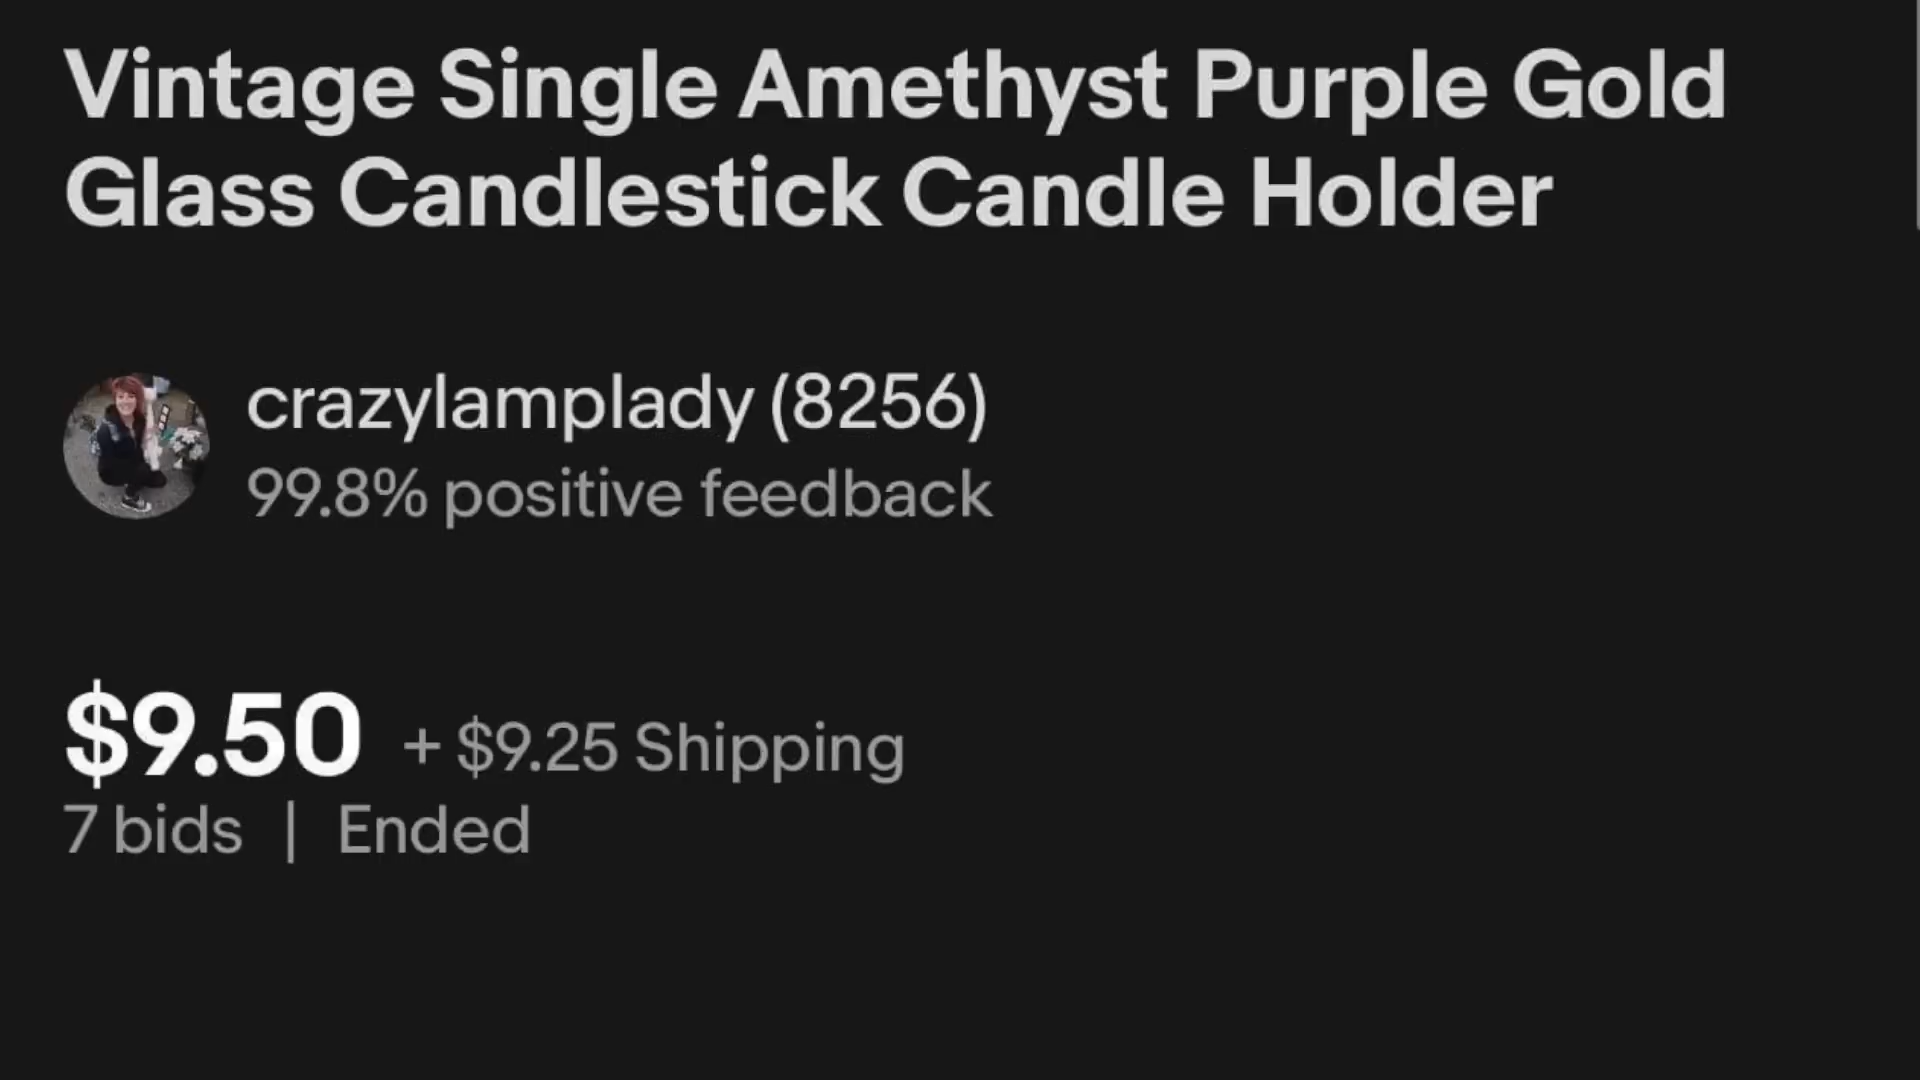 Vintage Single Amethyst Purple Gold
Glass Candlestick Candle Holder
crazylamplady (8256)
99.8% positive feedback
$9.50 + $9.25 Shipping
7 bids | Ended